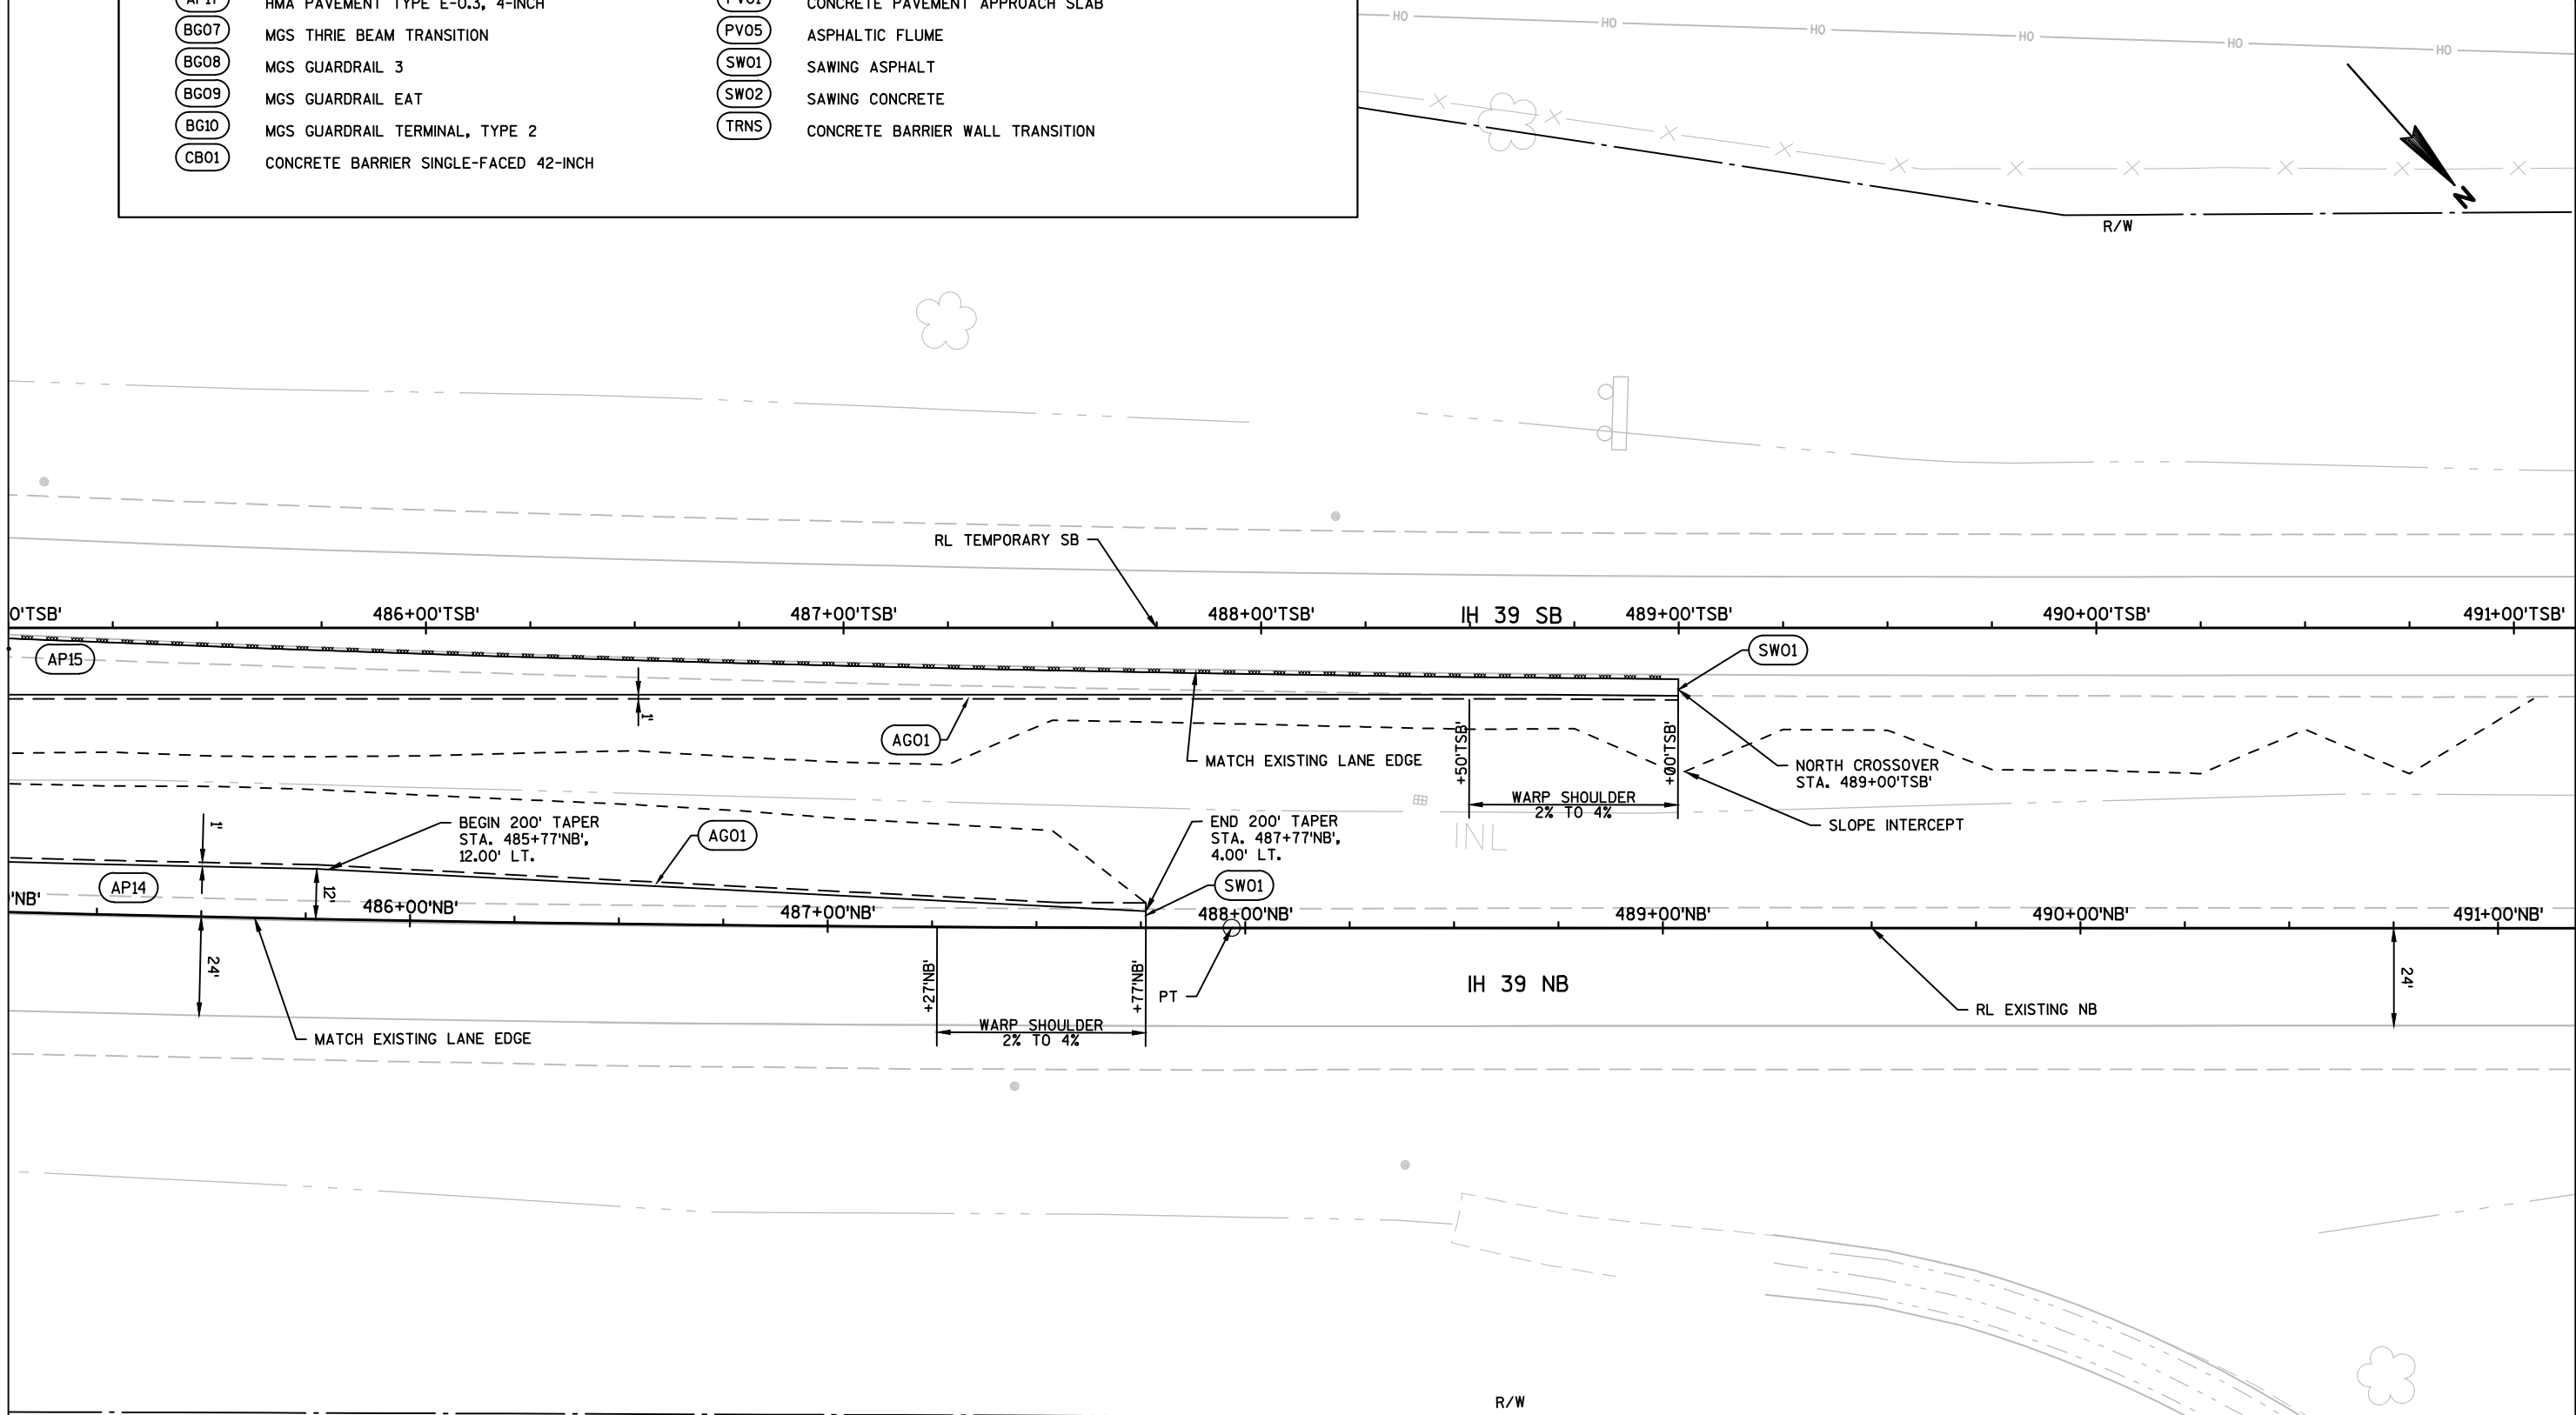 AP17 HMA PAVEMENT TYPE E-0.3, 4-INCH
BG07 MGS THRIE BEAM TRANSITION
BG08 MGS GUARDRAIL 3
BG09 MGS GUARDRAIL EAT
BG10 MGS GUARDRAIL TERMINAL, TYPE 2
CB01 CONCRETE BARRIER SINGLE-FACED 42-INCH
PV01 CONCRETE PAVEMENT APPROACH SLAB
PV05 ASPHALTIC FLUME
SW01 SAWING ASPHALT
SW02 SAWING CONCRETE
TRNS CONCRETE BARRIER WALL TRANSITION
HO HO HO HO HO HO
N
R/W
RL TEMPORARY SB
0'TSB' 486+00'TSB' 487+00'TSB' 488+00'TSB' IH 39 SB 489+00'TSB' 490+00'TSB' 491+00'TSB'
AP15
SW01
1'
AG01
MATCH EXISTING LANE EDGE
+50'TSB'
+00'TSB'
NORTH CROSSOVER
STA. 489+00'TSB'
WARP SHOULDER
2% TO 4%
SLOPE INTERCEPT
INL
1'
BEGIN 200' TAPER
STA. 485+77'NB',
12.00' LT.
AG01
END 200' TAPER
STA. 487+77'NB',
4.00' LT.
AP14
12'
SW01
'NB' 486+00'NB' 487+00'NB' 488+00'NB' 489+00'NB' 490+00'NB' 491+00'NB'
24'
+27'NB'
+77'NB'
PT
IH 39 NB
24'
RL EXISTING NB
MATCH EXISTING LANE EDGE
WARP SHOULDER
2% TO 4%
R/W